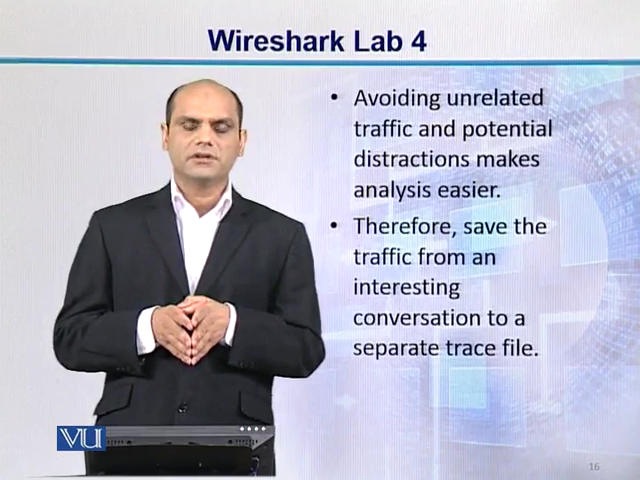 Wireshark Lab 4
• Avoiding unrelated
traffic and potential
distractions makes
analysis easier.
• Therefore, save the
traffic from an
interesting
conversation to a
separate trace file.
VU
16